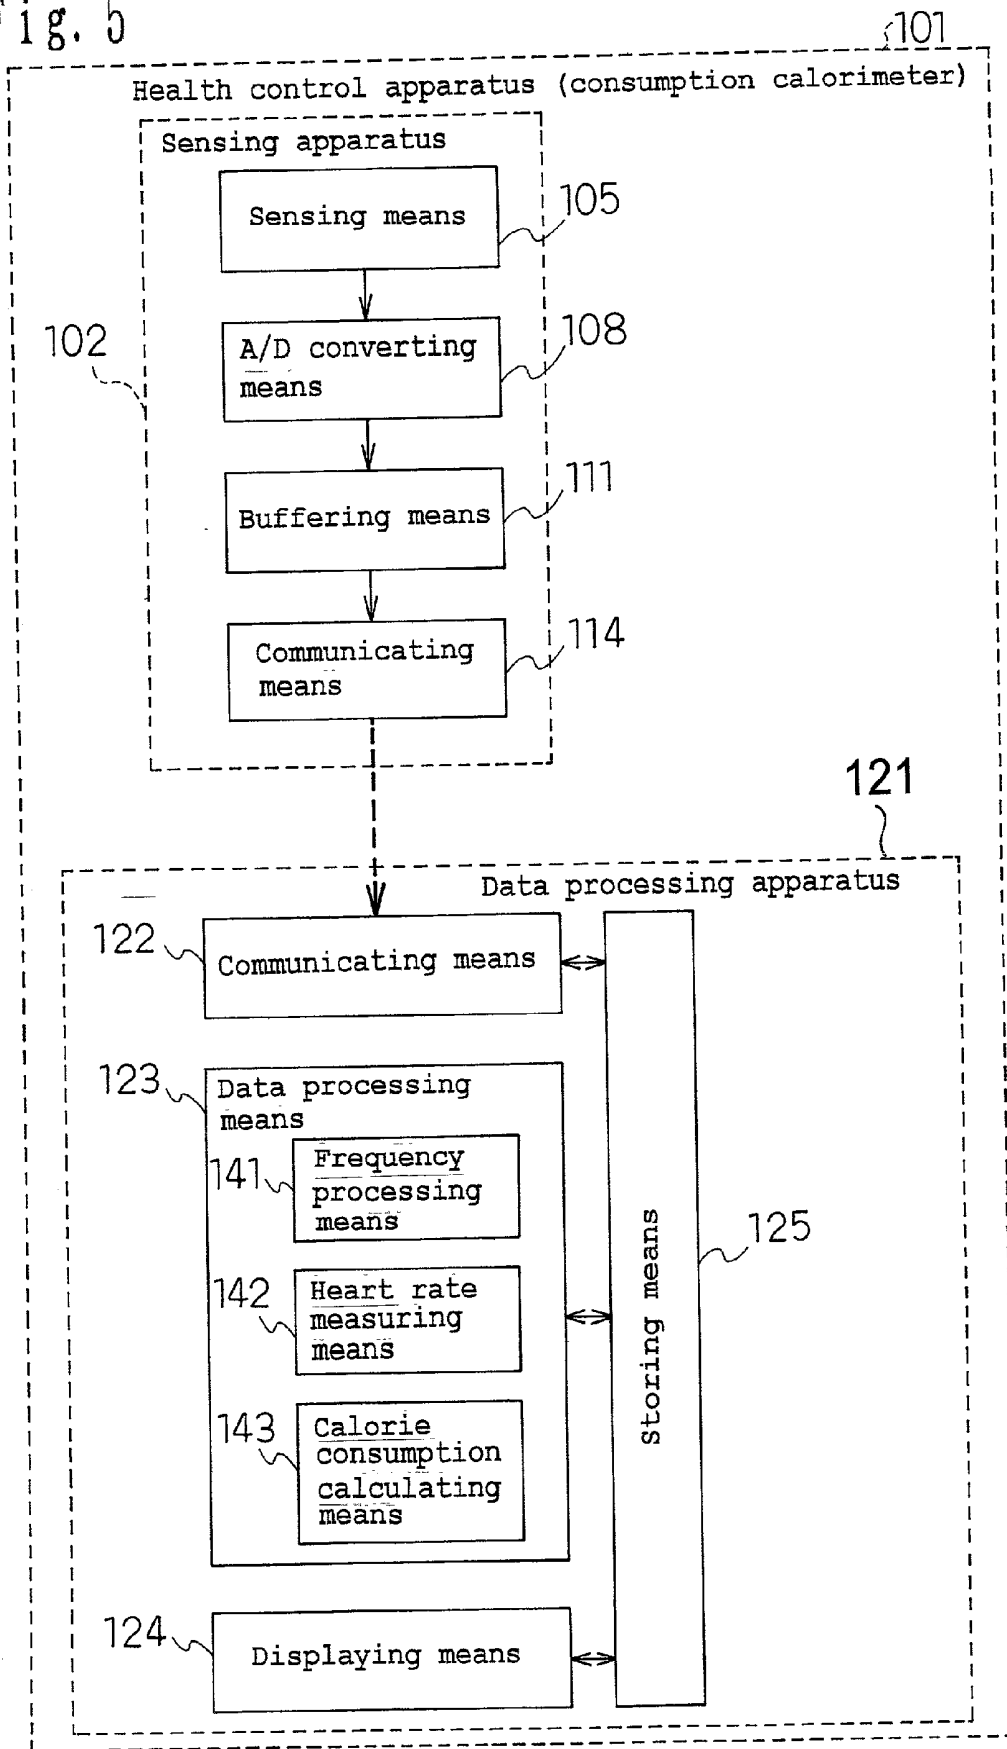 Fig. 5
101
Health control apparatus (consumption calorimeter)
Sensing apparatus
Sensing means
105
102
A/D converting
means
108
Buffering means
111
Communicating
means
114
121
Data processing apparatus
122
Communicating means
123
Data processing
means
141
Frequency
processing
means
142
Heart rate
measuring
means
143
Calorie
consumption
calculating
means
Storing means
125
124
Displaying means